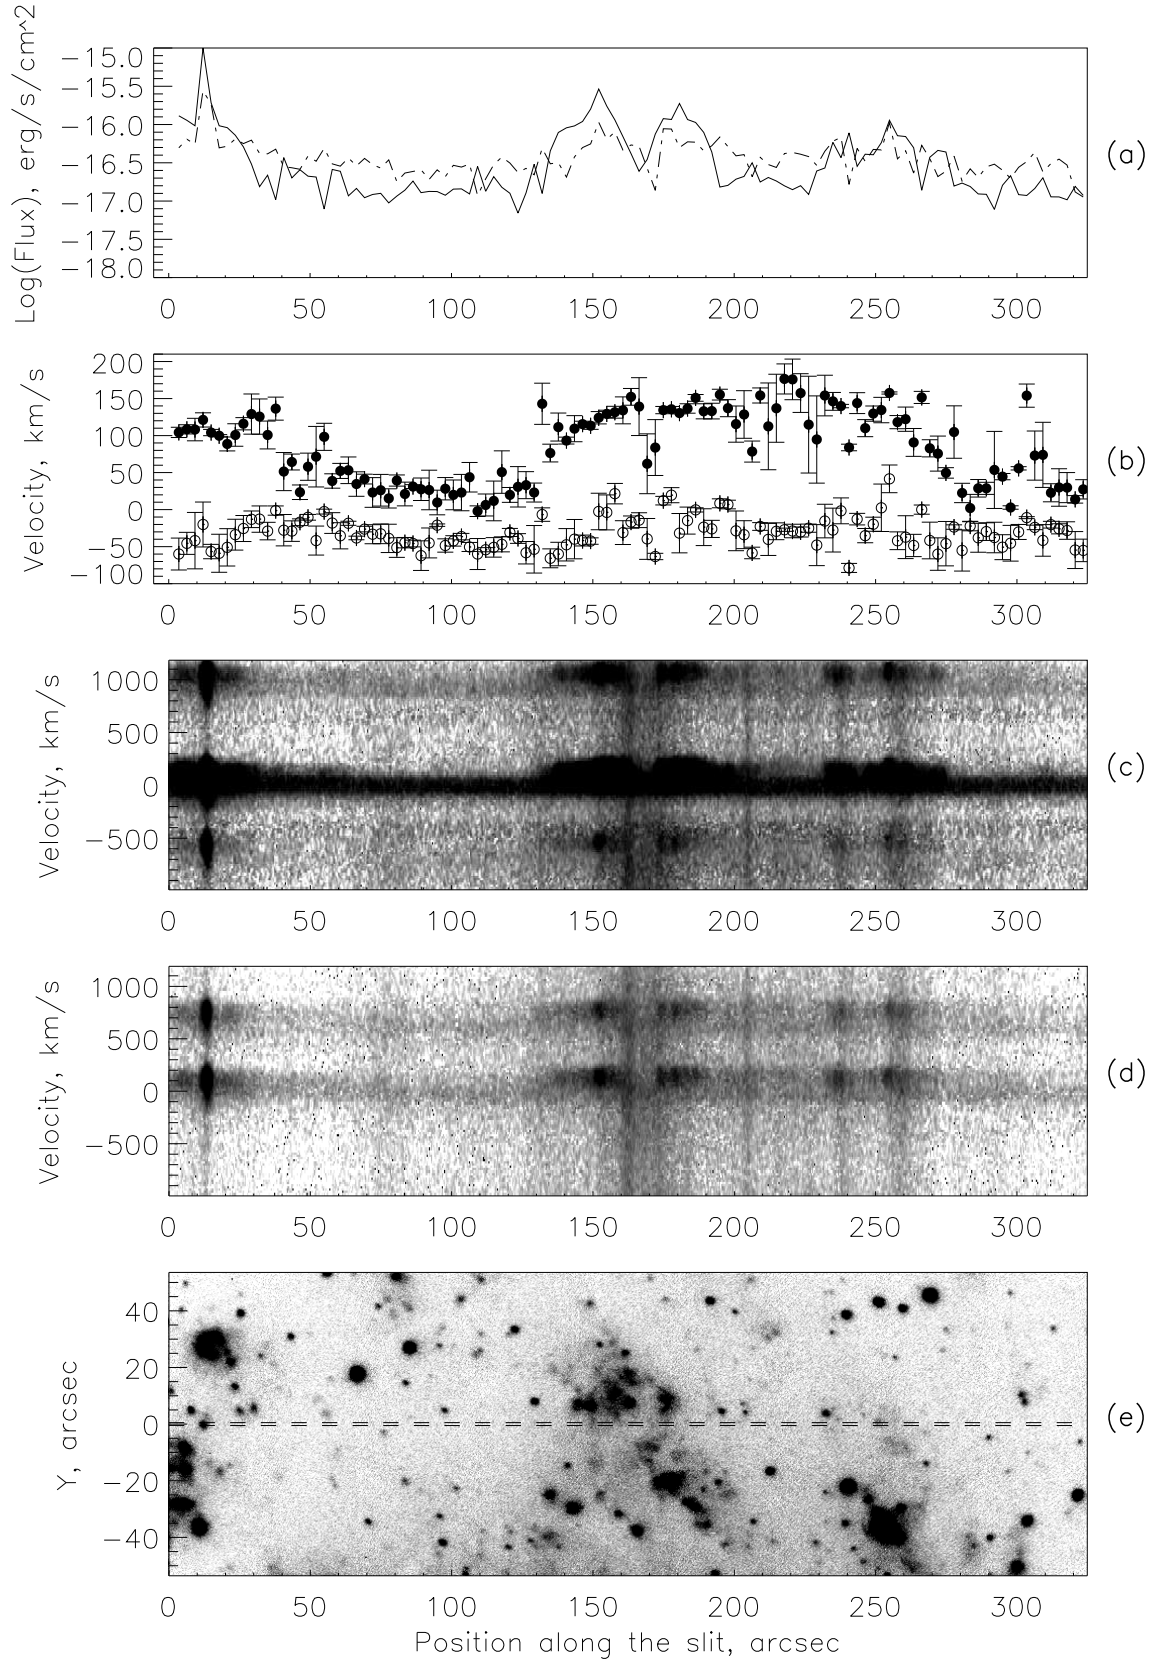 Log(Flux), erg/s/cm^2
−15.0
−15.5
−16.0
−16.5
−17.0
−17.5
−18.0
0 50 100 150 200 250 300
(a)
Velocity, km/s
200
150
100
50
0
−50
−100
0 50 100 150 200 250 300
(b)
Velocity, km/s
1000
500
0
−500
0 50 100 150 200 250 300
(c)
Velocity, km/s
1000
500
0
−500
0 50 100 150 200 250 300
(d)
Y, arcsec
40
20
0
−20
−40
0 50 100 150 200 250 300
(e)
Position along the slit, arcsec